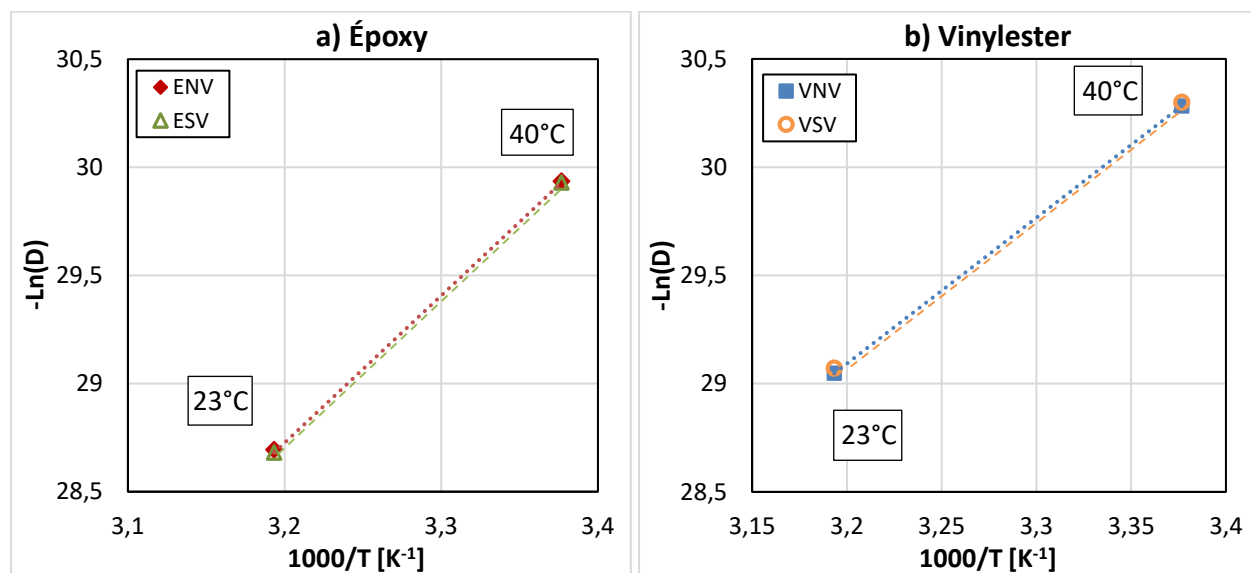 a) Époxy
30,5
30
29,5
29
28,5
-Ln(D)
ENV
ESV
40°C
23°C
3,1
3,2
3,3
3,4
1000/T [K⁻¹]
b) Vinylester
30,5
30
29,5
29
28,5
-Ln(D)
VNV
VSV
40°C
23°C
3,15
3,2
3,25
3,3
3,35
3,4
1000/T [K⁻¹]